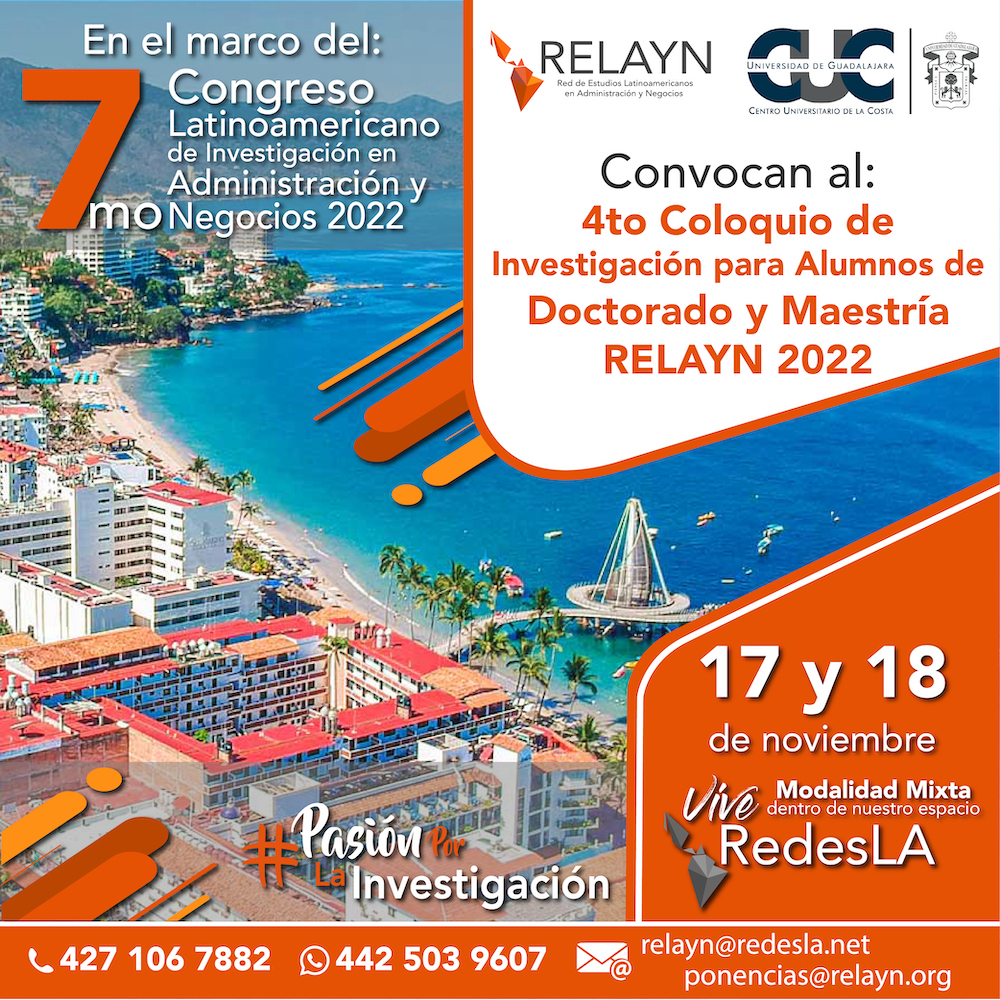 En el marco del:
7mo
Congreso
Latinoamericano
de Investigación en
Administración y
Negocios 2022
RELAYN
Red de Estudios Latinoamericanos
en Administración y Negocios
CUC
UNIVERSIDAD DE GUADALAJARA
CENTRO UNIVERSITARIO DE LA COSTA
Convocan al:
4to Coloquio de
Investigación para Alumnos de
Doctorado y Maestría
RELAYN 2022
17 y 18
de noviembre
Vive Modalidad Mixta
dentro de nuestro espacio
RedesLA
#Pasión Por
La Investigación
427 106 7882
442 503 9607
@
relayn@redesla.net
ponencias@relayn.org